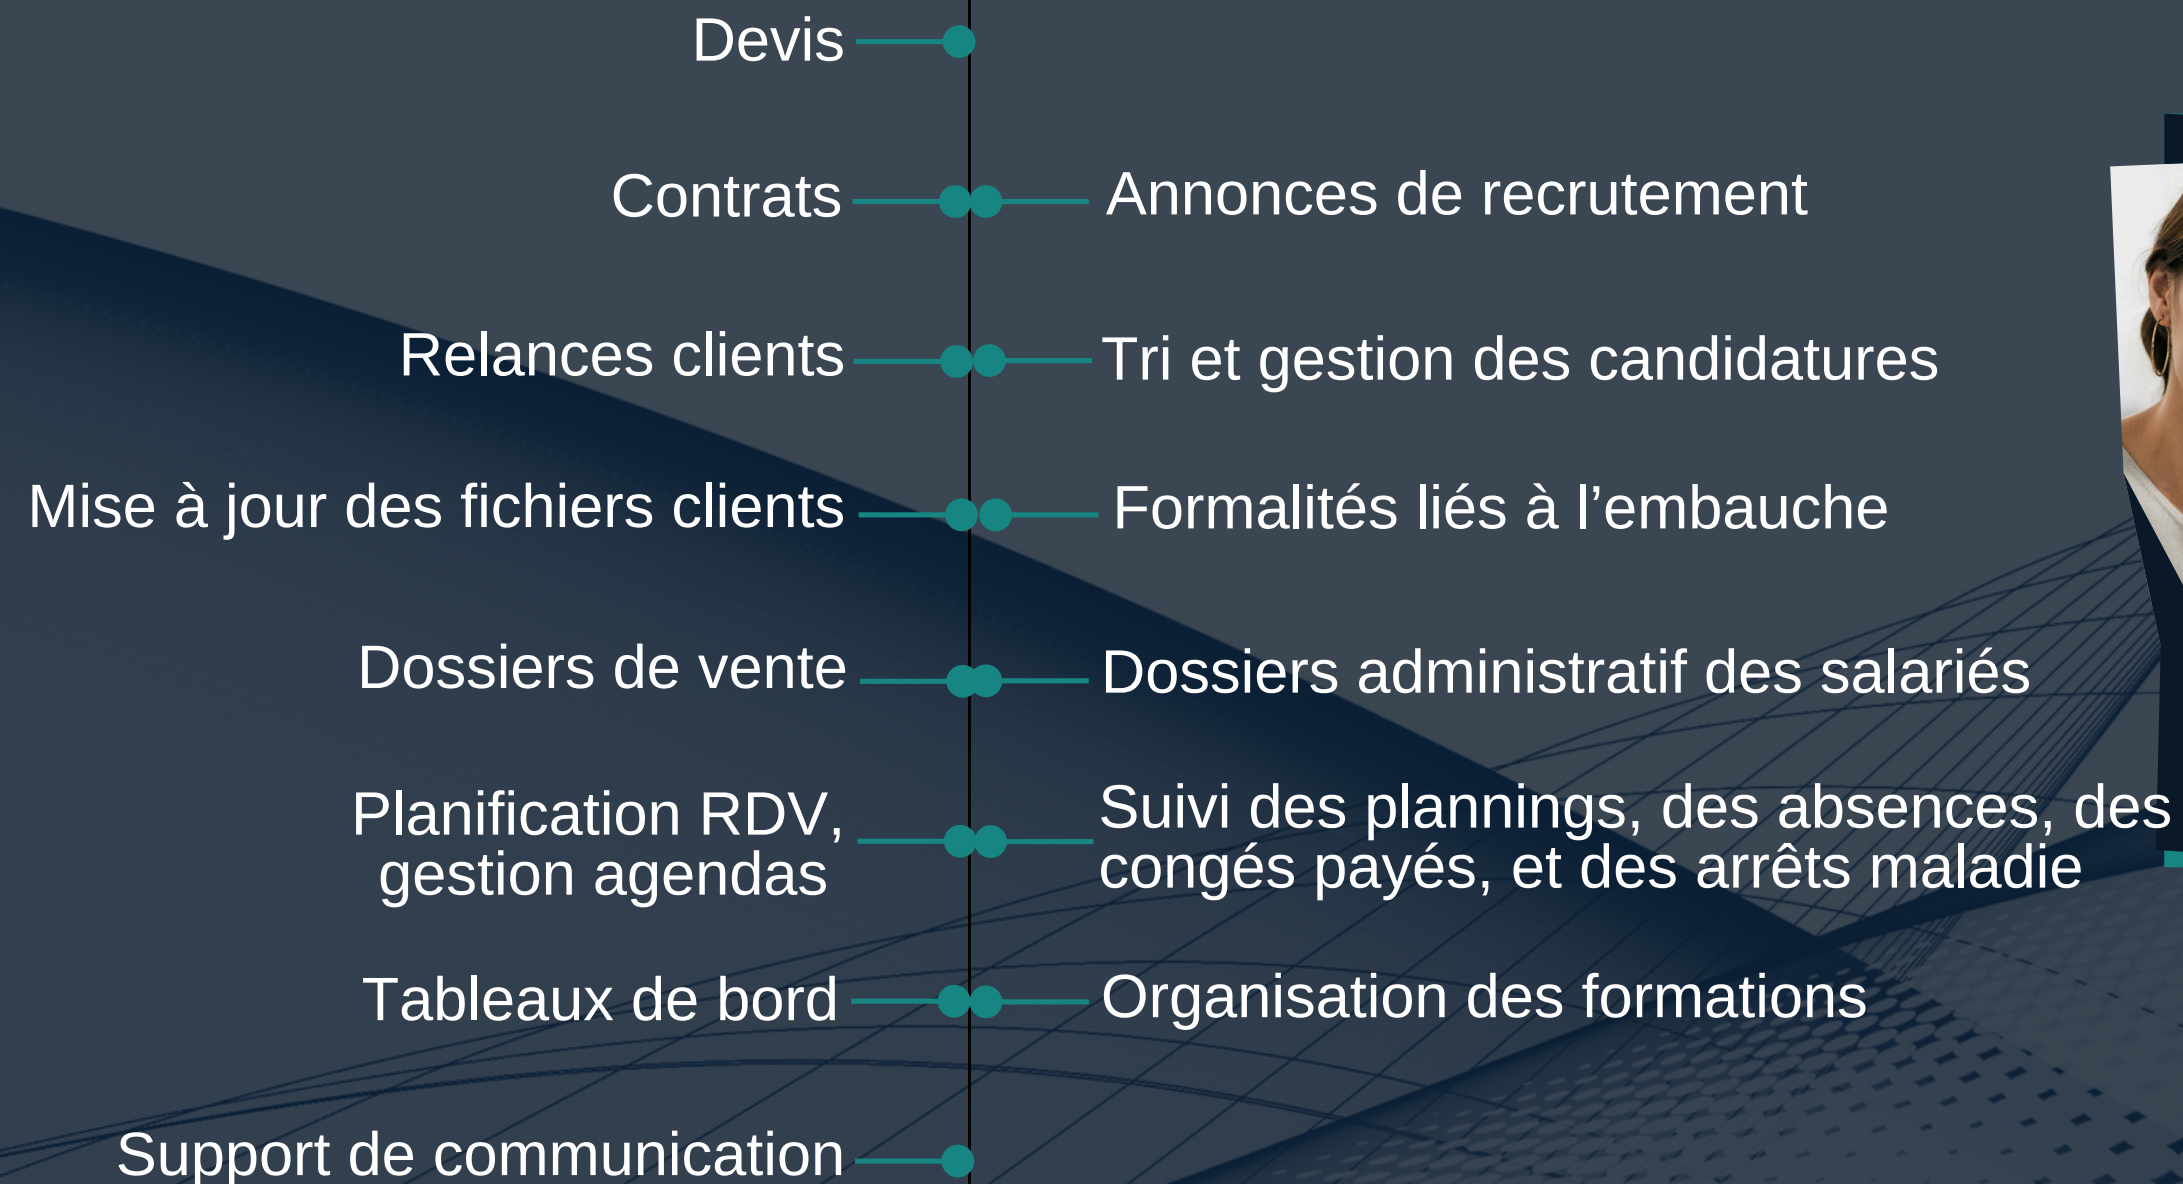 Devis
Contrats
Relances clients
Mise à jour des fichiers clients
Dossiers de vente
Planification RDV,
gestion agendas
Tableaux de bord
Support de communication
Annonces de recrutement
Tri et gestion des candidatures
Formalités liés à l’embauche
Dossiers administratif des salariés
Suivi des plannings, des absences, des
congés payés, et des arrêts maladie
Organisation des formations